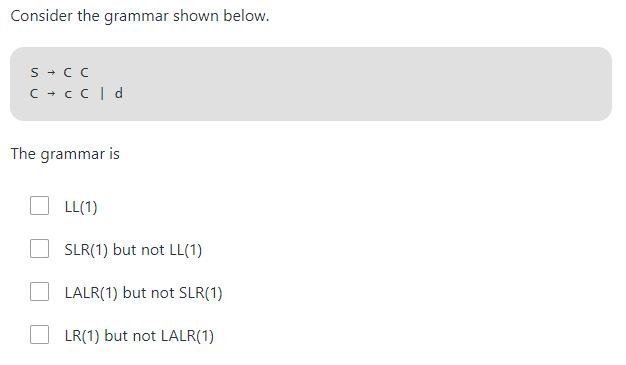 Consider the grammar shown below.
S → C C
C → c C | d
The grammar is
LL(1)
SLR(1) but not LL(1)
LALR(1) but not SLR(1)
LR(1) but not LALR(1)